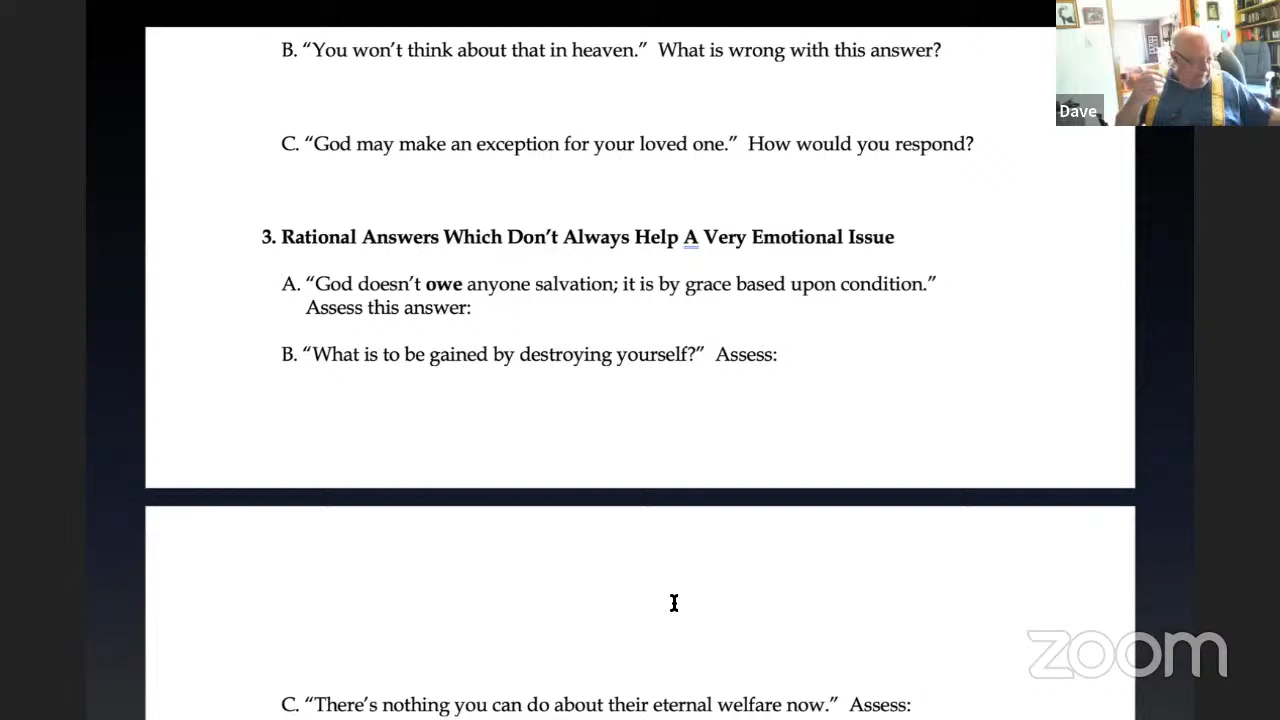 B. “You won’t think about that in heaven.”  What is wrong with this answer?
Dave
C. “God may make an exception for your loved one.”  How would you respond?
3. Rational Answers Which Don’t Always Help A Very Emotional Issue
A. “God doesn’t owe anyone salvation; it is by grace based upon condition.”
Assess this answer:
B. “What is to be gained by destroying yourself?”  Assess:
zoom
C. “There’s nothing you can do about their eternal welfare now.”  Assess: